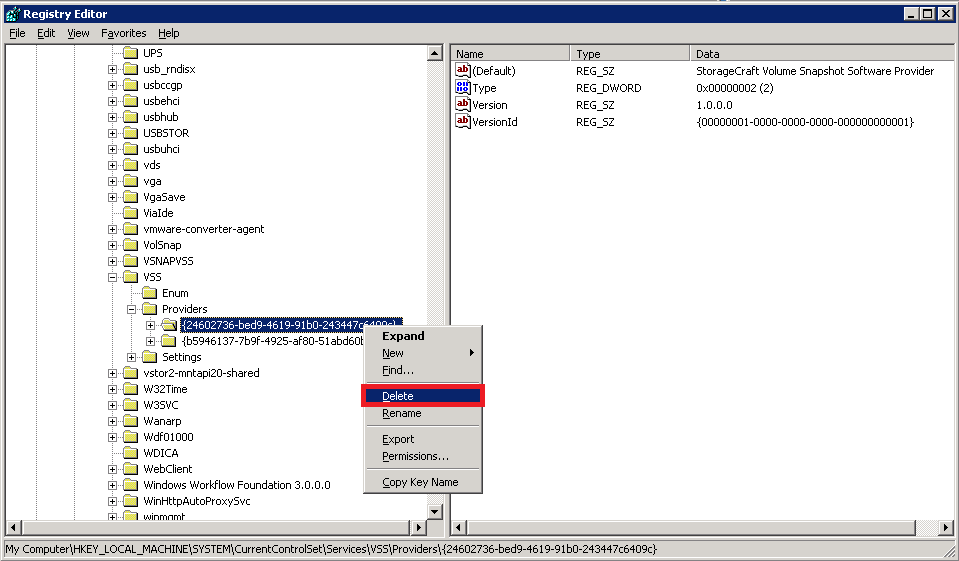 Registry Editor
File Edit View Favorites Help
UPS
usb_rndisx
usbccgp
usbehci
usbhub
USBSTOR
usbuhci
vds
vga
VgaSave
ViaIde
vmware-converter-agent
VolSnap
VSNAPVSS
VSS
Enum
Providers
{24602736-bed9-4619-91b0-243447c6409c}
{b5946137-7b9f-4925-af80-51abd60b
Settings
vstor2-mntapi20-shared
W32Time
W3SVC
Wanarp
Wdf01000
WDICA
WebClient
Windows Workflow Foundation 3.0.0.0
WinHttpAutoProxySvc
winmgmt
Expand
New
Find...
Delete
Rename
Export
Permissions...
Copy Key Name
Name Type Data
(Default) REG_SZ StorageCraft Volume Snapshot Software Provider
Type REG_DWORD 0x00000002 (2)
Version REG_SZ 1.0.0.0
VersionId REG_SZ {00000001-0000-0000-0000-000000000001}
My Computer\HKEY_LOCAL_MACHINE\SYSTEM\CurrentControlSet\Services\VSS\Providers\{24602736-bed9-4619-91b0-243447c6409c}